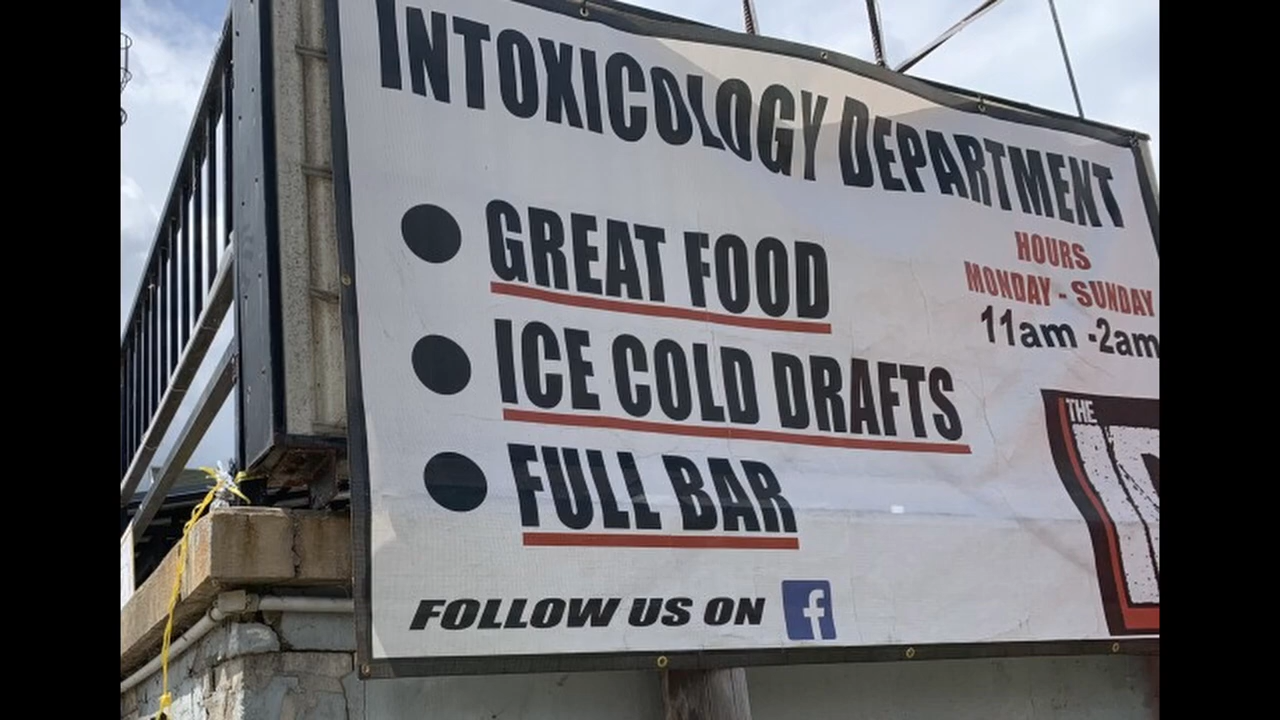 INTOXICOLOGY DEPARTMENT
HOURS
MONDAY - SUNDAY
11am -2am
● GREAT FOOD
● ICE COLD DRAFTS
● FULL BAR
THE
FOLLOW US ON f